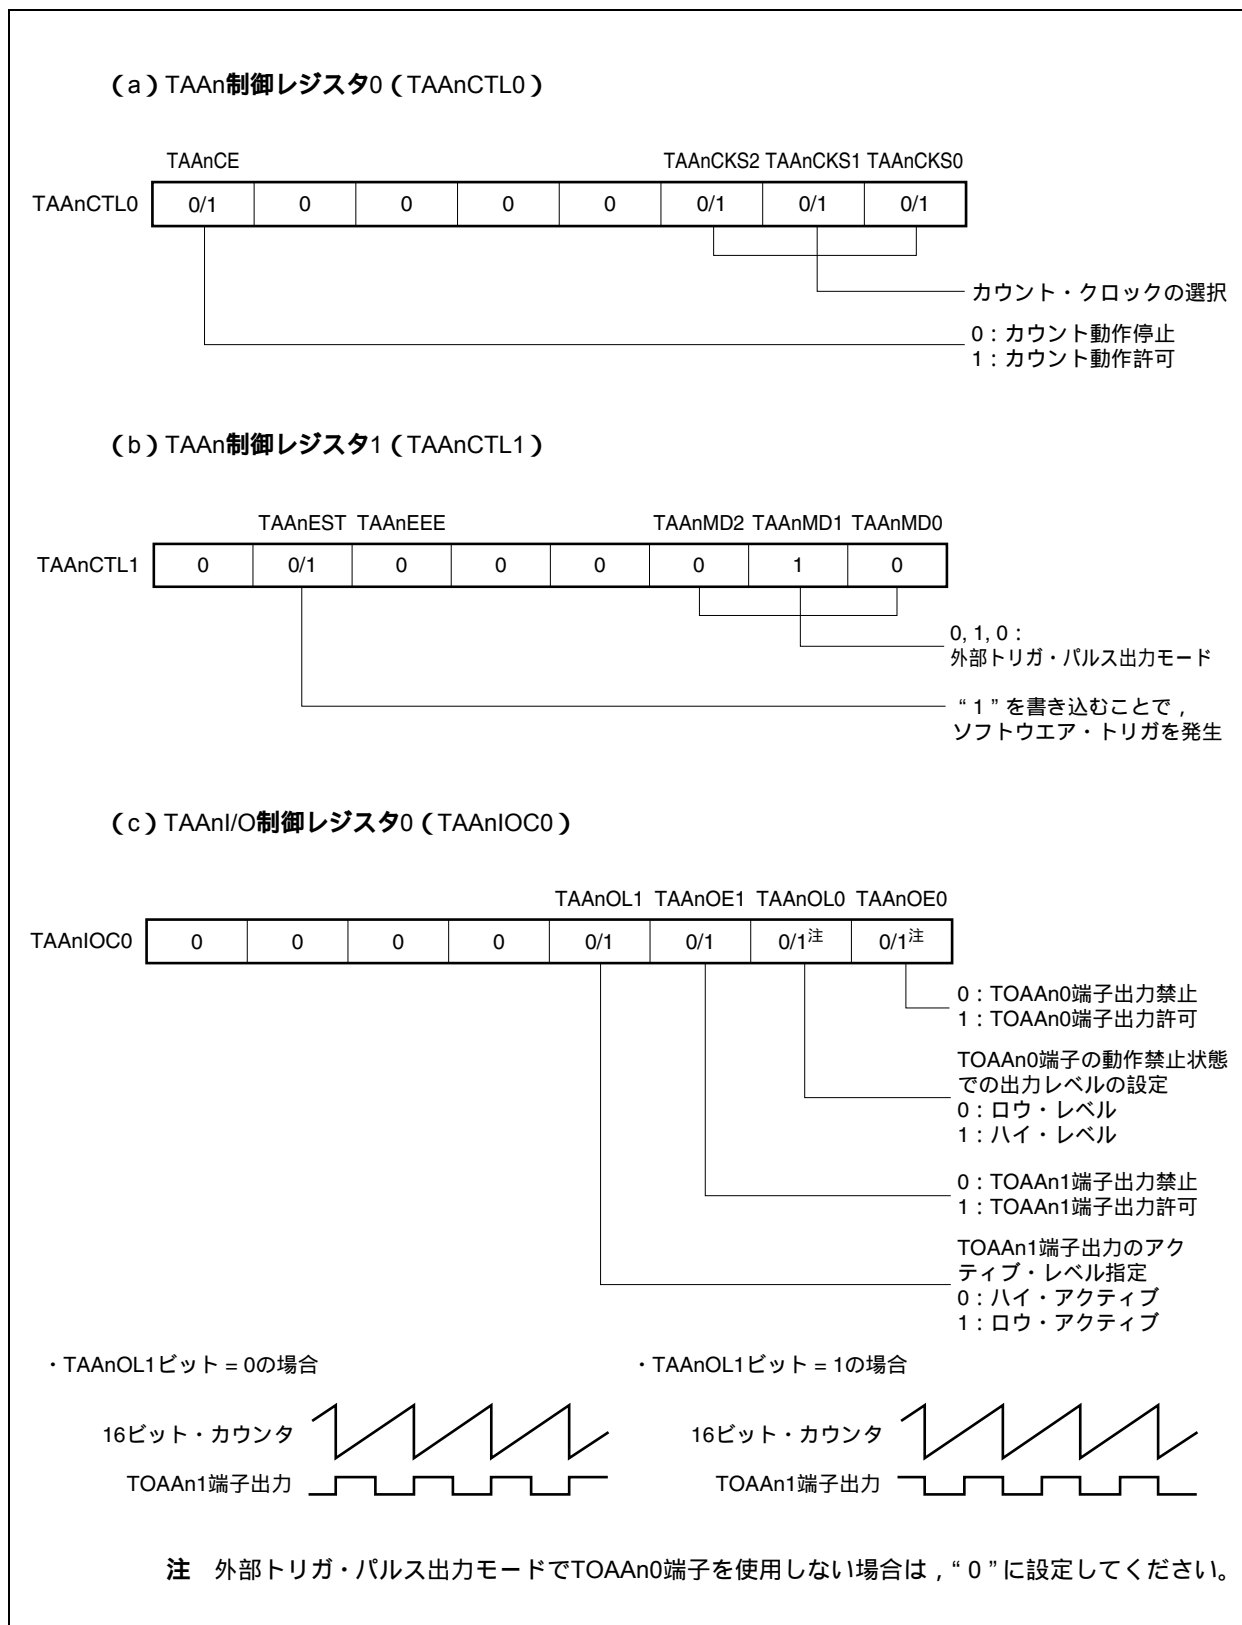 （a）TAAn制御レジスタ0（TAAnCTL0）
TAAnCE TAAnCKS2 TAAnCKS1 TAAnCKS0
TAAnCTL0 0/1 0 0 0 0 0/1 0/1 0/1
カウント・クロックの選択
0：カウント動作停止
1：カウント動作許可
（b）TAAn制御レジスタ1（TAAnCTL1）
TAAnEST TAAnEEE TAAnMD2 TAAnMD1 TAAnMD0
TAAnCTL1 0 0/1 0 0 0 0 1 0
0, 1, 0：
外部トリガ・パルス出力モード
“1”を書き込むことで，
ソフトウエア・トリガを発生
（c）TAAnI/O制御レジスタ0（TAAnIOC0）
TAAnOL1 TAAnOE1 TAAnOL0 TAAnOE0
TAAnIOC0 0 0 0 0 0/1 0/1 0/1注 0/1注
0：TOAAn0端子出力禁止
1：TOAAn0端子出力許可
TOAAn0端子の動作禁止状態
での出力レベルの設定
0：ロウ・レベル
1：ハイ・レベル
0：TOAAn1端子出力禁止
1：TOAAn1端子出力許可
TOAAn1端子出力のアク
ティブ・レベル指定
0：ハイ・アクティブ
1：ロウ・アクティブ
・TAAnOL1ビット = 0の場合 ・TAAnOL1ビット = 1の場合
16ビット・カウンタ 16ビット・カウンタ
TOAAn1端子出力 TOAAn1端子出力
注 外部トリガ・パルス出力モードでTOAAn0端子を使用しない場合は，“0”に設定してください。